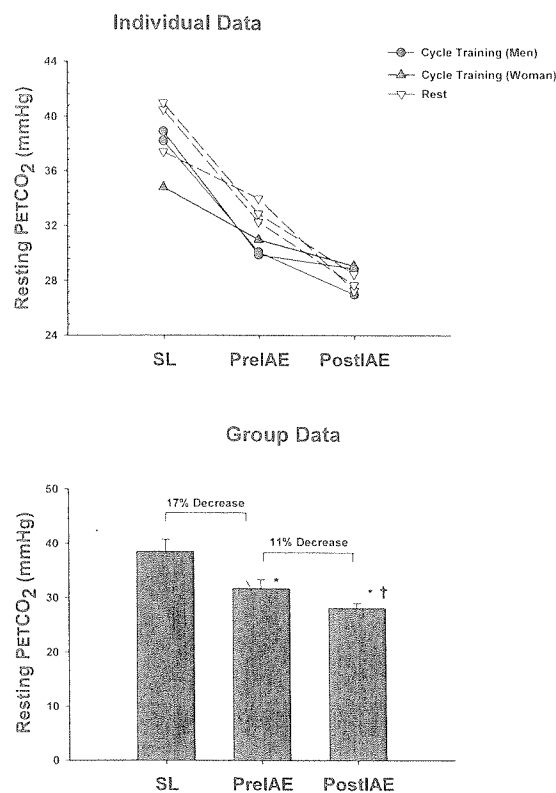 Individual Data
Cycle Training (Men)
Cycle Training (Woman)
Rest
Resting PETCO2 (mmHg)
44
40
36
32
28
24
SL PreIAE PostIAE
Group Data
Resting PETCO2 (mmHg)
50
40
30
20
10
0
17% Decrease
11% Decrease
*
* †
SL PreIAE PostIAE